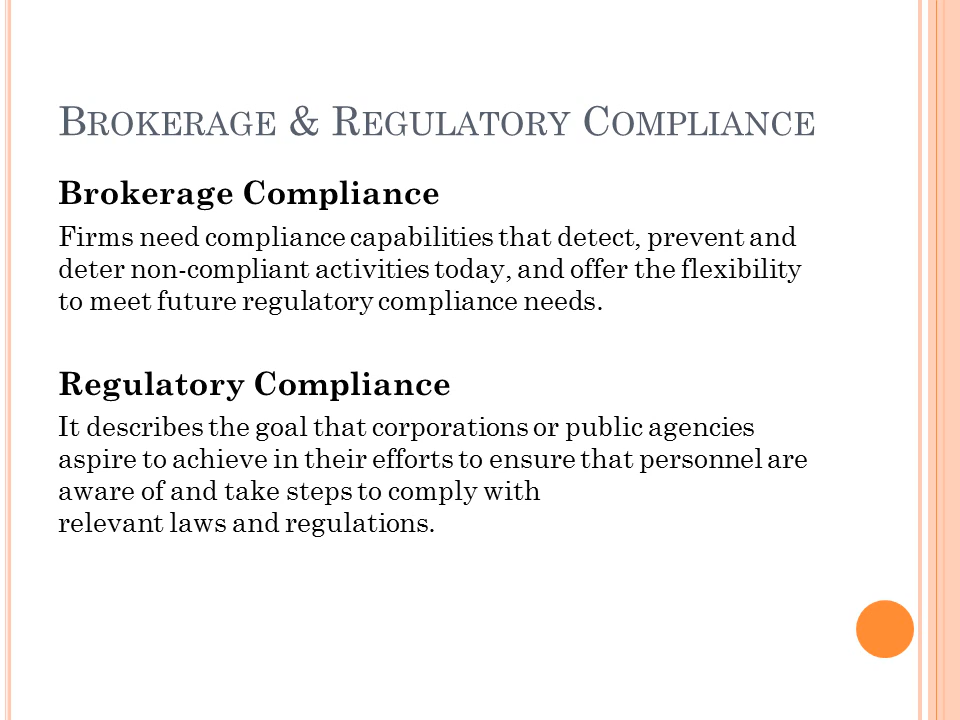 Brokerage & Regulatory Compliance
Brokerage Compliance
Firms need compliance capabilities that detect, prevent and
deter non-compliant activities today, and offer the flexibility
to meet future regulatory compliance needs.
Regulatory Compliance
It describes the goal that corporations or public agencies
aspire to achieve in their efforts to ensure that personnel are
aware of and take steps to comply with
relevant laws and regulations.